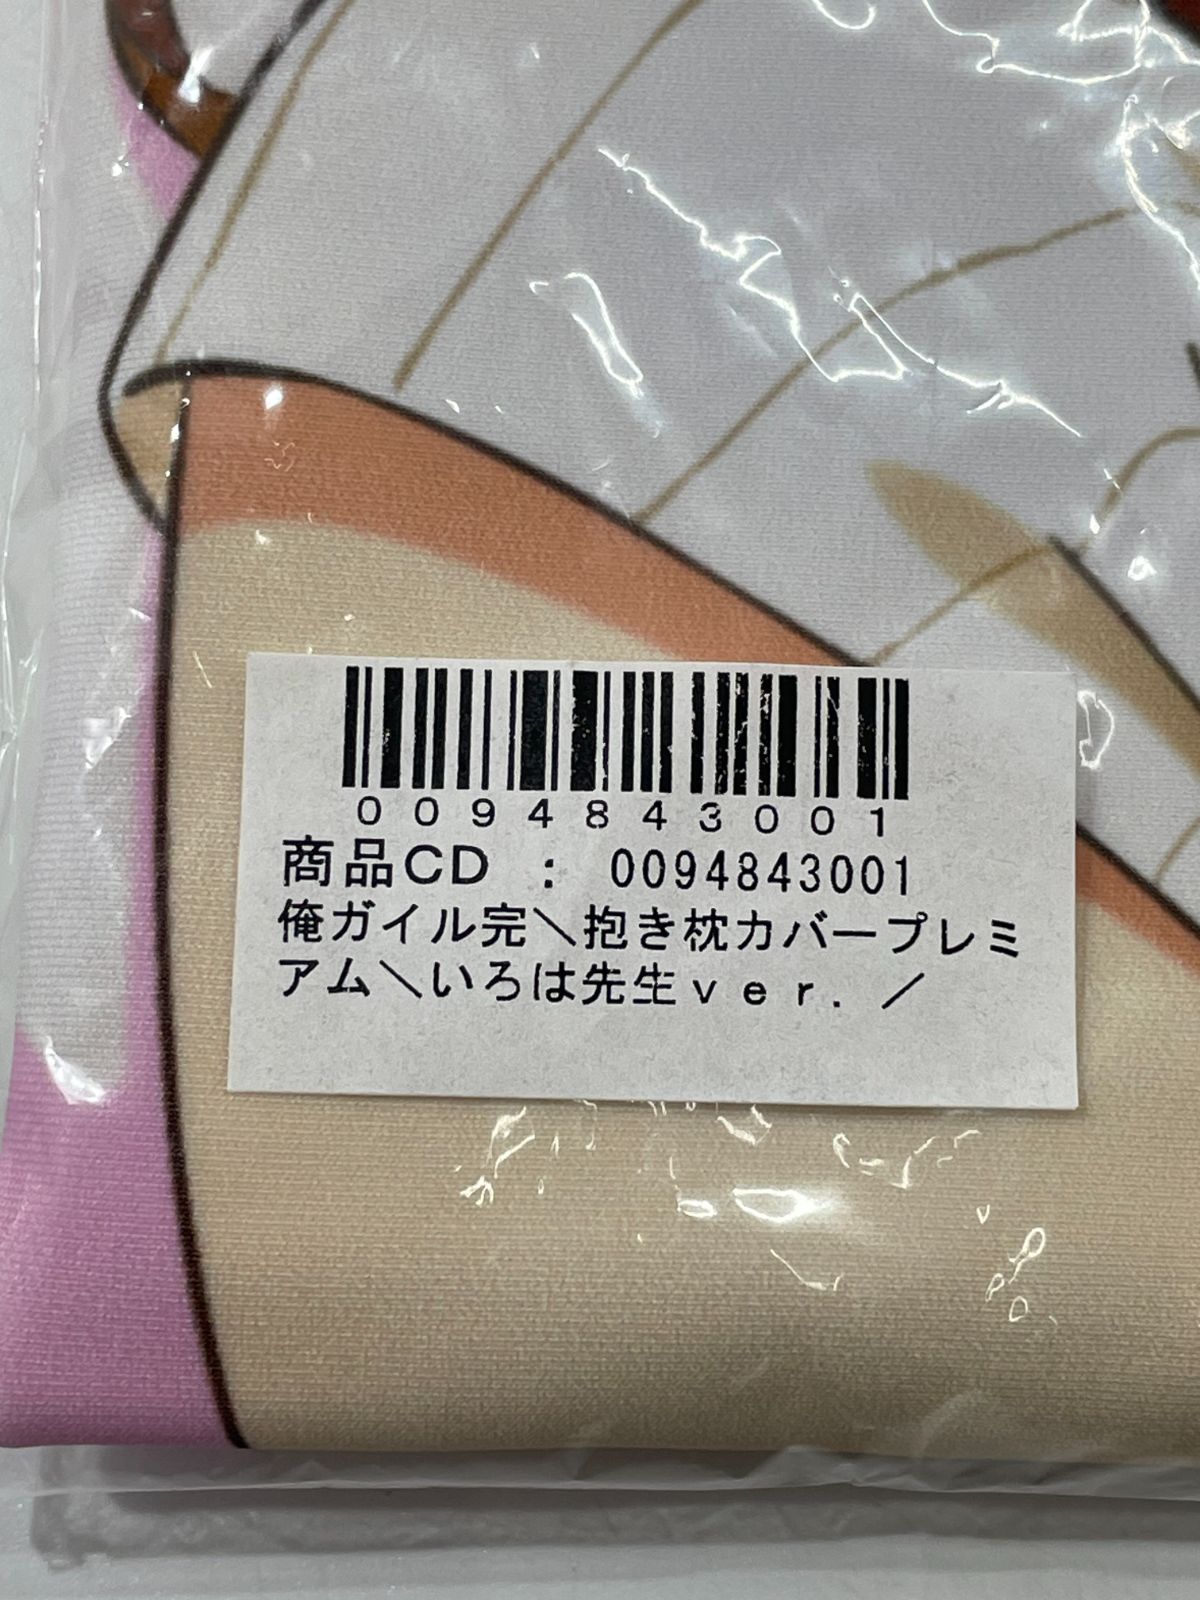 0094843001
商品CD : 0094843001
俺ガイル完＼抱き枕カバープレミ
アム＼いろは先生ｖｅｒ．／